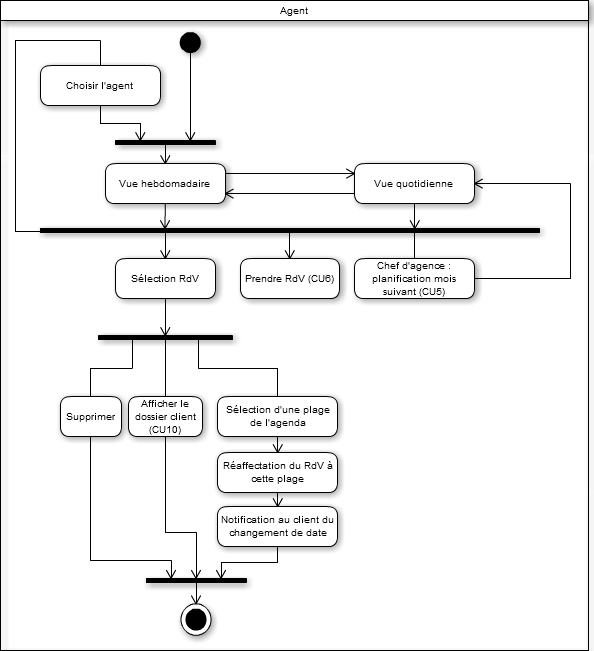 Agent
Choisir l'agent
Vue hebdomadaire
Vue quotidienne
Sélection RdV
Prendre RdV (CU6)
Chef d'agence :
planification mois
suivant (CU5)
Supprimer
Afficher le
dossier client
(CU10)
Sélection d'une plage
de l'agenda
Réaffectation du RdV à
cette plage
Notification au client du
changement de date